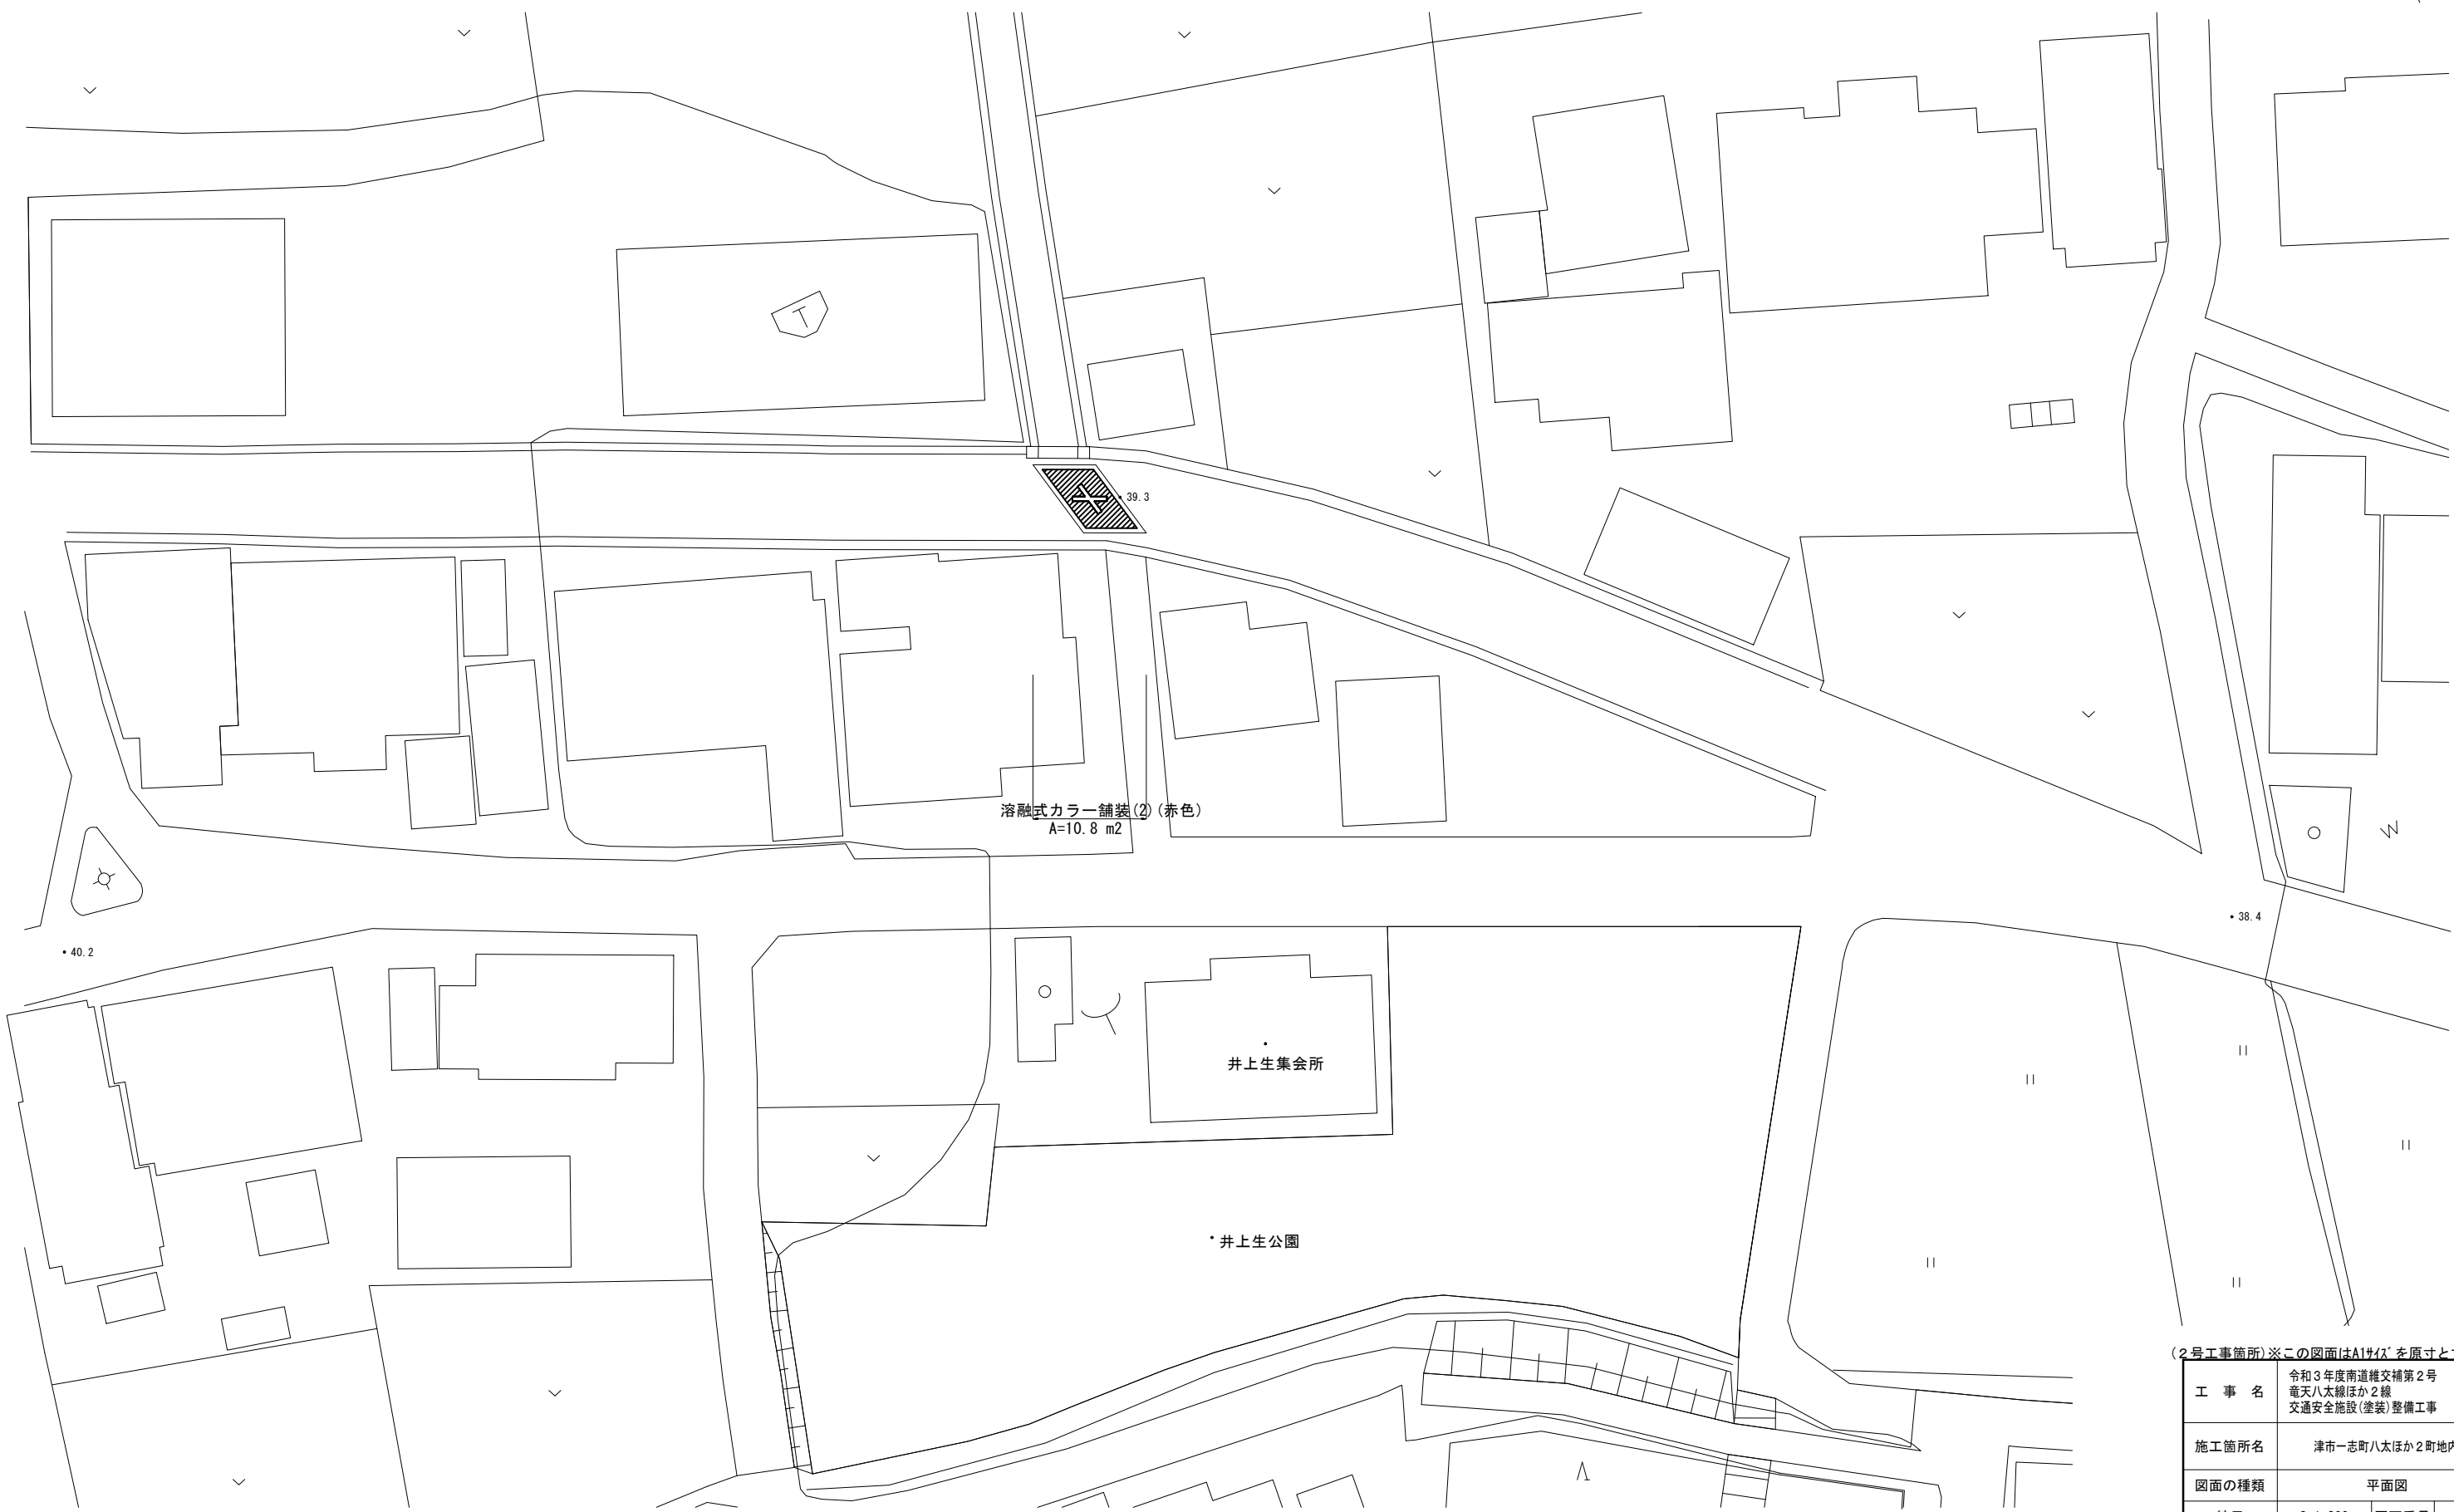 39.3
溶融式カラー舗装(2)(赤色)
A=10.8 m2
40.2
38.4
井上生集会所
井上生公園
(2号工事箇所)※この図面はA1サイズを原寸と
工 事 名
令和3年度南道維交補第2号
竜天八太線ほか2線
交通安全施設(塗装)整備工事
施工箇所名
津市一志町八太ほか2町地内
図面の種類
平面図